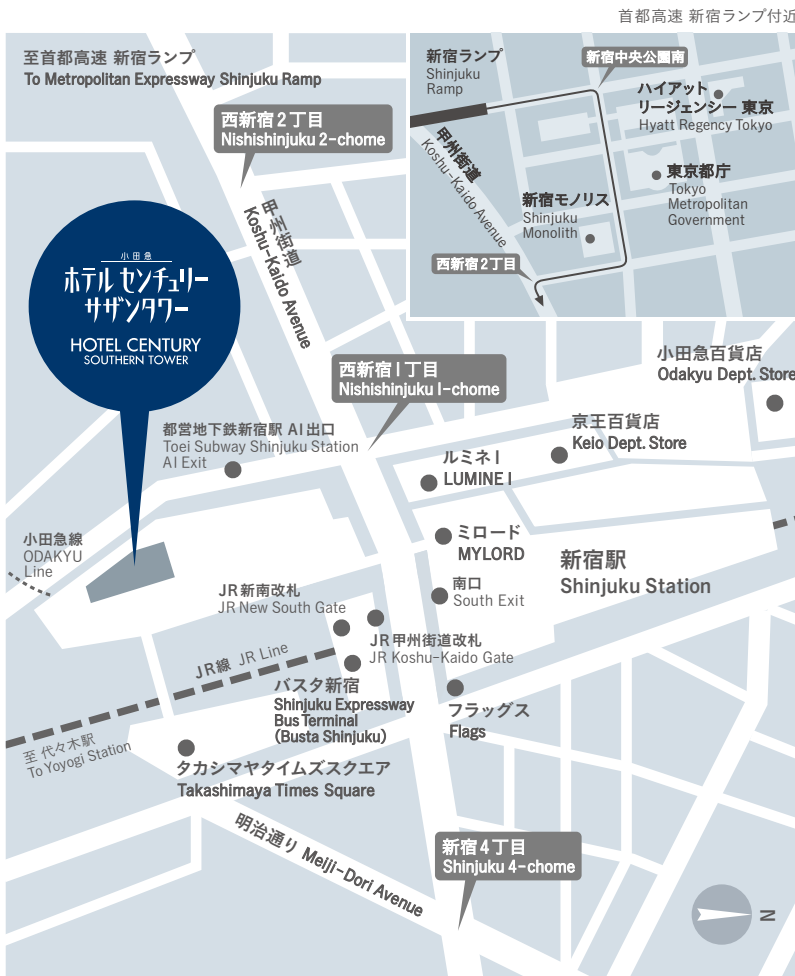 首都高速 新宿ランプ付近
至首都高速 新宿ランプ
To Metropolitan Expressway Shinjuku Ramp
西新宿2丁目
Nishishinjuku 2-chome
甲州街道
Koshu-Kaido Avenue
新宿ランプ
Shinjuku
Ramp
新宿中央公園南
ハイアット
リージェンシー 東京
Hyatt Regency Tokyo
甲州街道
Koshu-Kaido Avenue
東京都庁
Tokyo
Metropolitan
Government
新宿モノリス
Shinjuku
Monolith
西新宿2丁目
小田急
ホテル センチュリー
サザンタワー
HOTEL CENTURY
SOUTHERN TOWER
西新宿1丁目
Nishishinjuku 1-chome
小田急百貨店
Odakyu Dept. Store
京王百貨店
Keio Dept. Store
都営地下鉄新宿駅 A1出口
Toei Subway Shinjuku Station
A1 Exit
ルミネ1
LUMINE 1
ミロード
MYLORD
新宿駅
Shinjuku Station
小田急線
ODAKYU
Line
南口
South Exit
JR新南改札
JR New South Gate
JR甲州街道改札
JR Koshu-Kaido Gate
JR線 JR Line
バスタ新宿
Shinjuku Expressway
Bus Terminal
(Busta Shinjuku)
フラッグス
Flags
至 代々木駅
To Yoyogi Station
タカシマヤタイムズスクエア
Takashimaya Times Square
明治通り Meiji-Dori Avenue
新宿4丁目
Shinjuku 4-chome
N